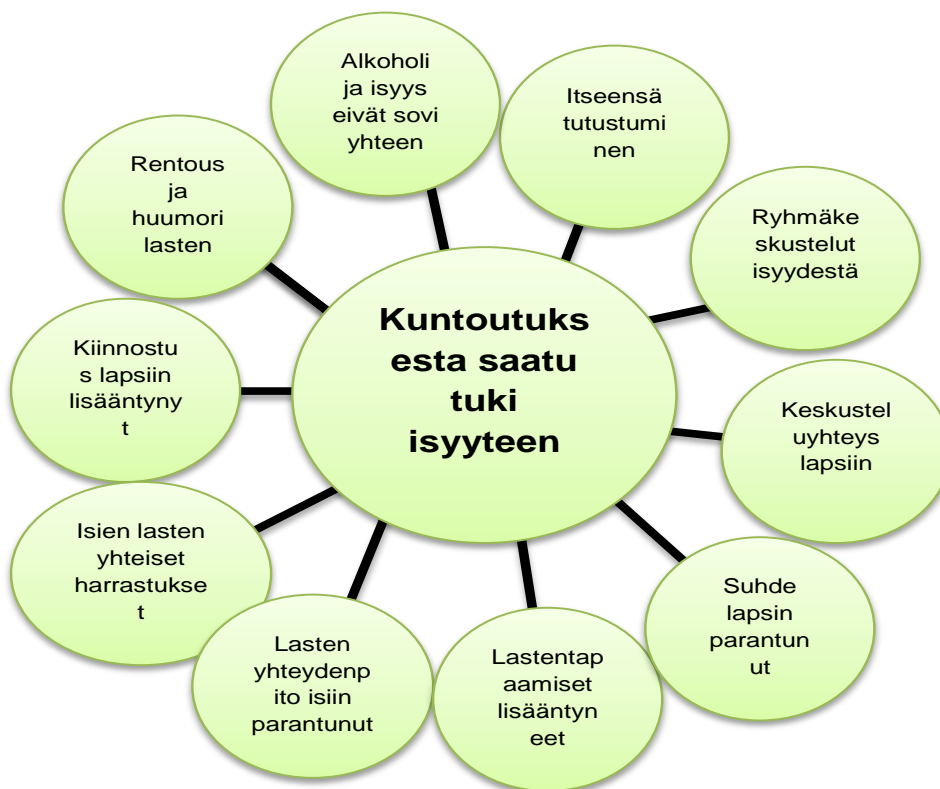 Alkoholi
ja isyys
eivät sovi
yhteen
Itseensä
tutustumi
nen
Ryhmäke
skustelut
isyydestä
Keskustel
uyhteys
lapsiin
Suhde
lapsin
parantun
ut
Lastentap
aamiset
lisääntyn
eet
Lasten
yhteydenp
ito isiin
parantunut
Isien lasten
yhteiset
harrastukse
t
Kiinnostu
s lapsiin
lisääntyny
t
Rentous
ja
huumori
lasten
Kuntoutuks
esta saatu
tuki
isyyteen